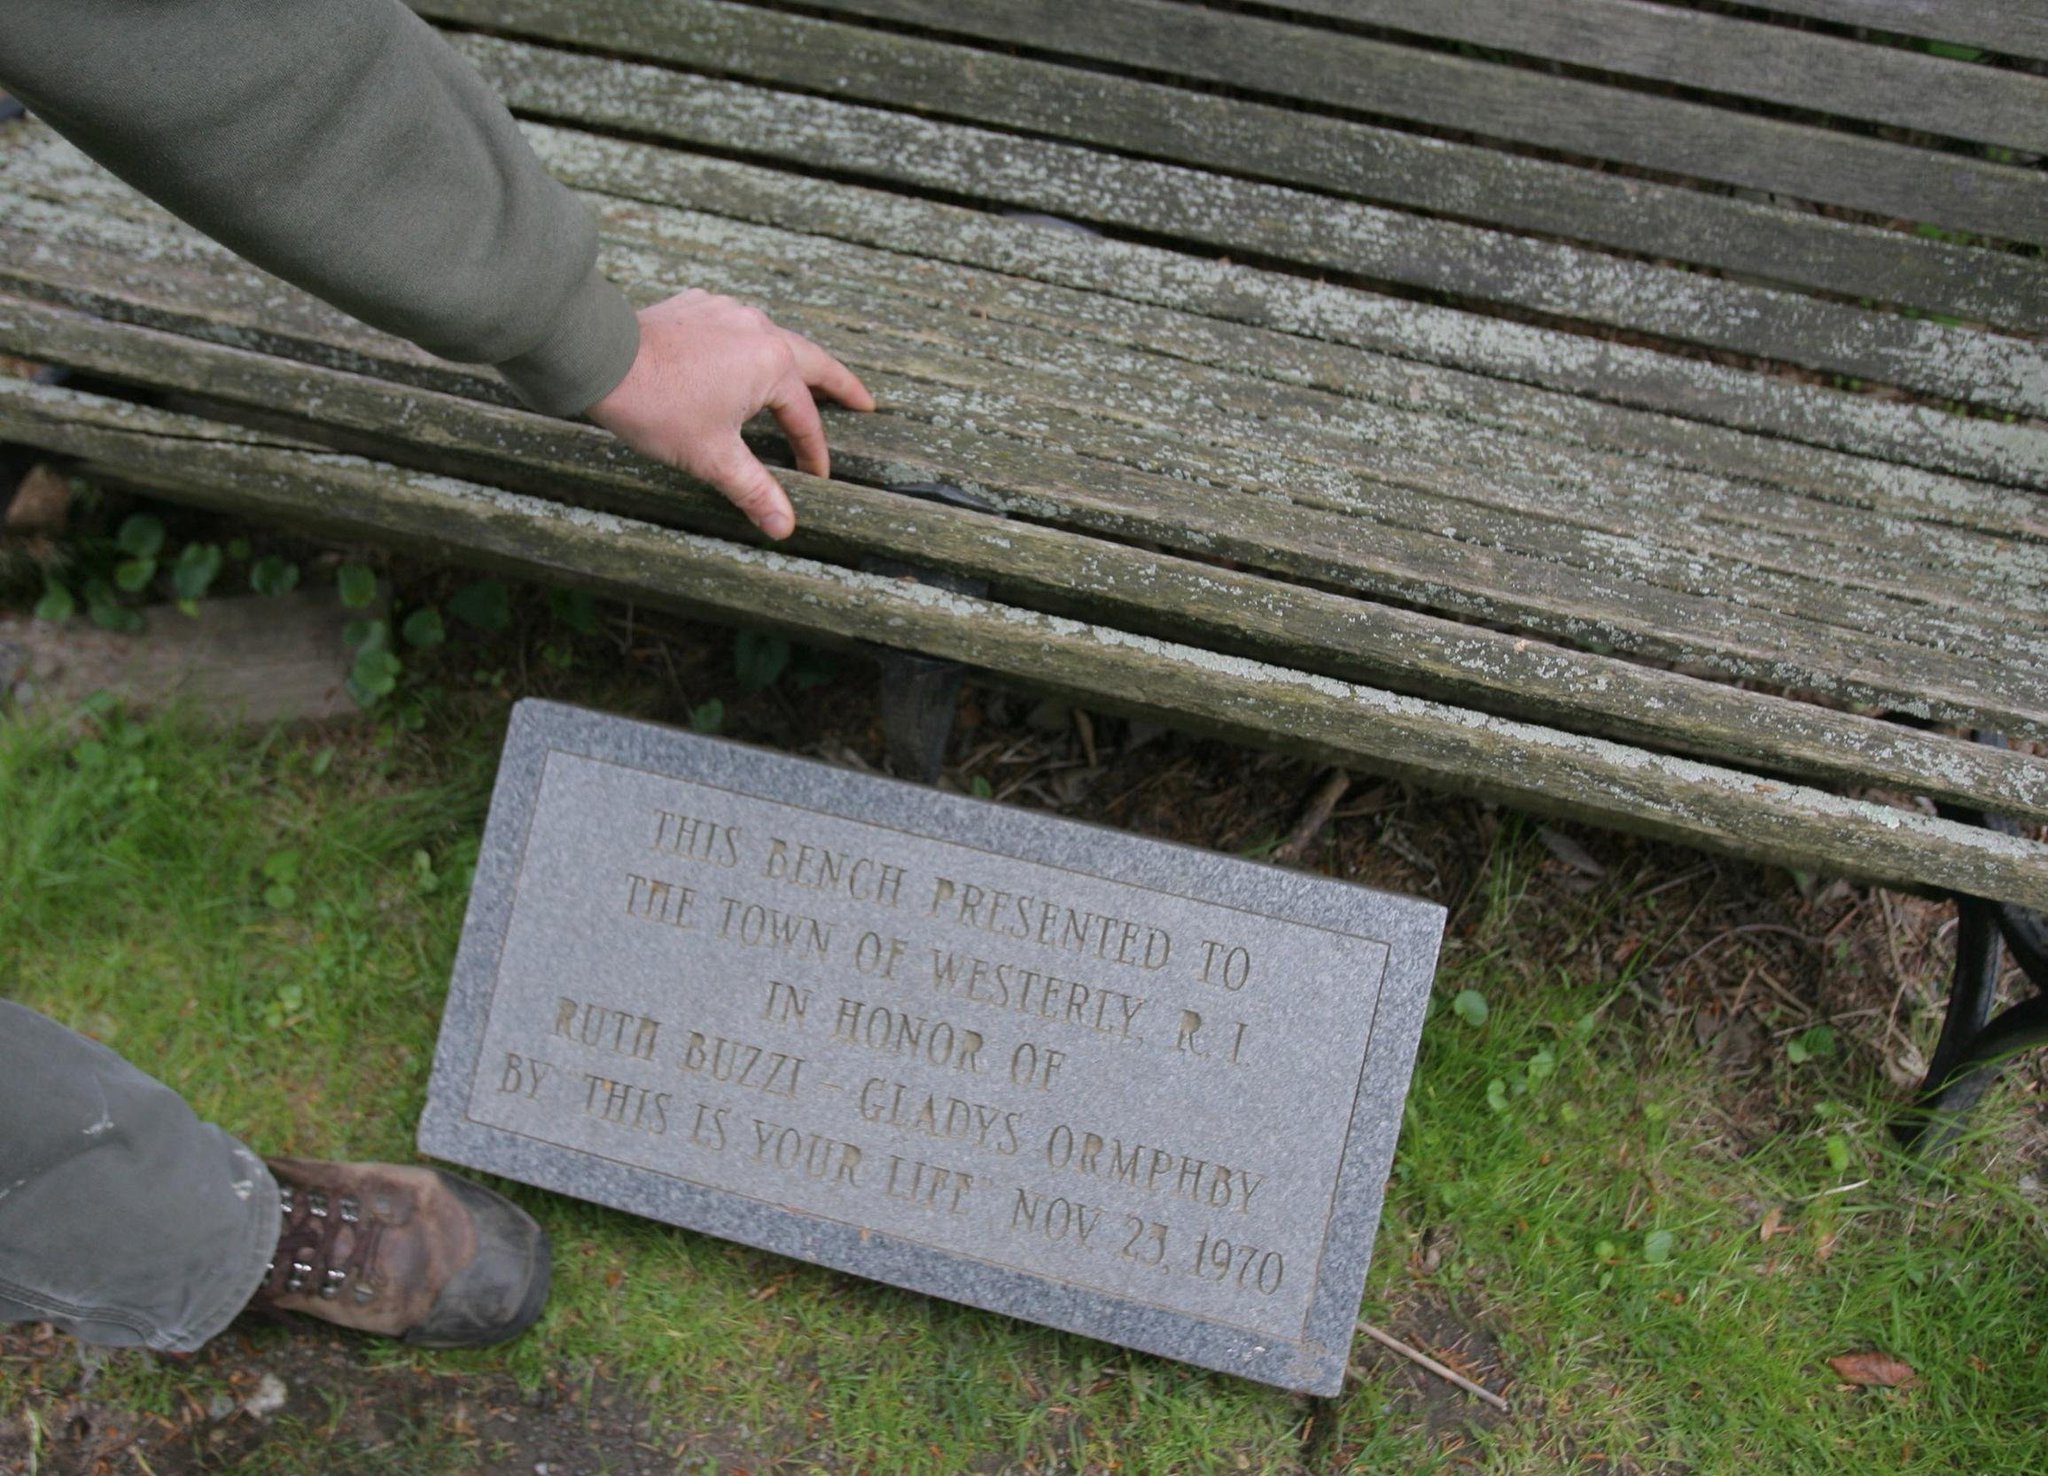 THIS BENCH PRESENTED TO
THE TOWN OF WESTERLY, R.I.
IN HONOR OF
RUTH BUZZI – GLADYS ORMPHBY
BY "THIS IS YOUR LIFE" NOV. 23, 1970